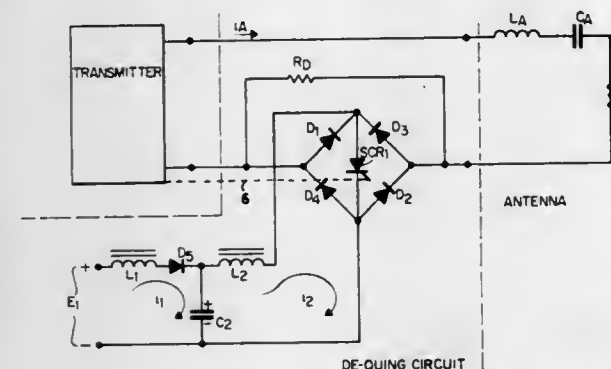 iA
LA
CA
TRANSMITTER
RD
D1
D3
SCR1
D4
D2
6
ANTENNA
+
L1
D5
L2
E1
i1
+
C2
i2
−
−
DE-QUING CIRCUIT